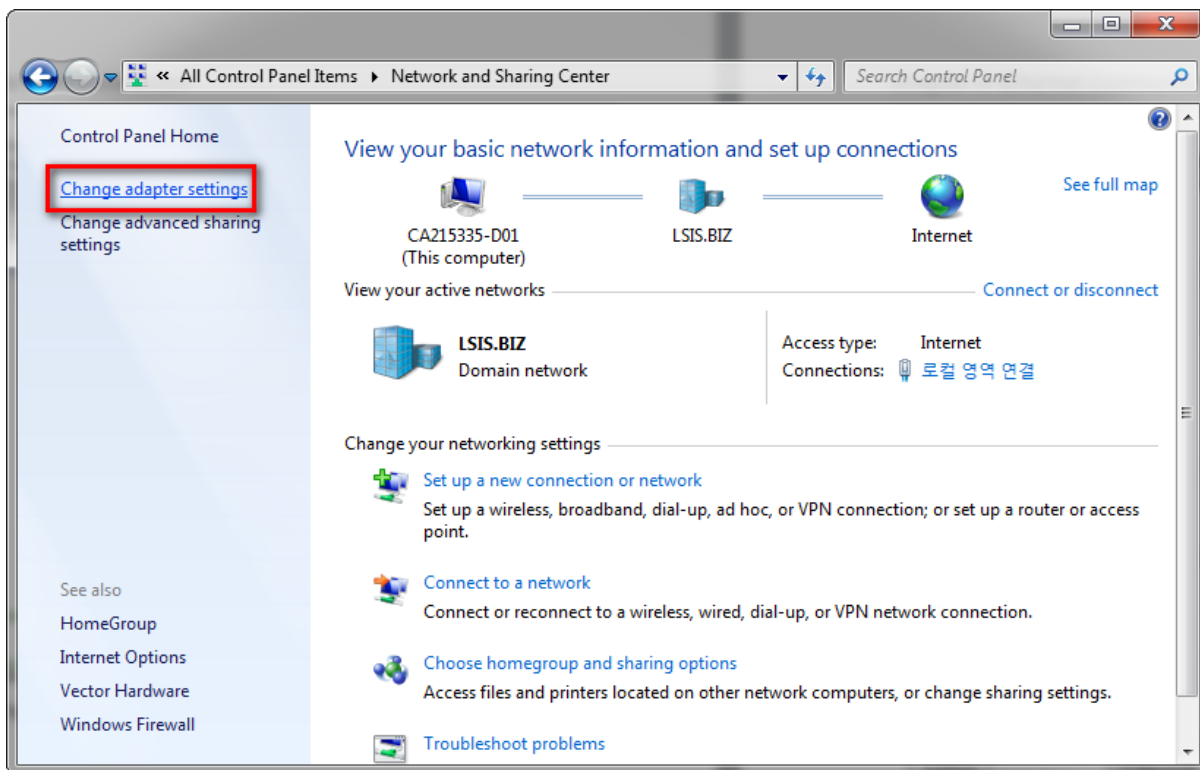 « All Control Panel Items ▸ Network and Sharing Center
Search Control Panel
Control Panel Home
Change adapter settings
Change advanced sharing
settings
See also
HomeGroup
Internet Options
Vector Hardware
Windows Firewall
View your basic network information and set up connections
See full map
CA215335-D01
(This computer)
LSIS.BIZ
Internet
View your active networks
Connect or disconnect
LSIS.BIZ
Domain network
Access type: Internet
Connections: 로컬 영역 연결
Change your networking settings
Set up a new connection or network
Set up a wireless, broadband, dial-up, ad hoc, or VPN connection; or set up a router or access
point.
Connect to a network
Connect or reconnect to a wireless, wired, dial-up, or VPN network connection.
Choose homegroup and sharing options
Access files and printers located on other network computers, or change sharing settings.
Troubleshoot problems